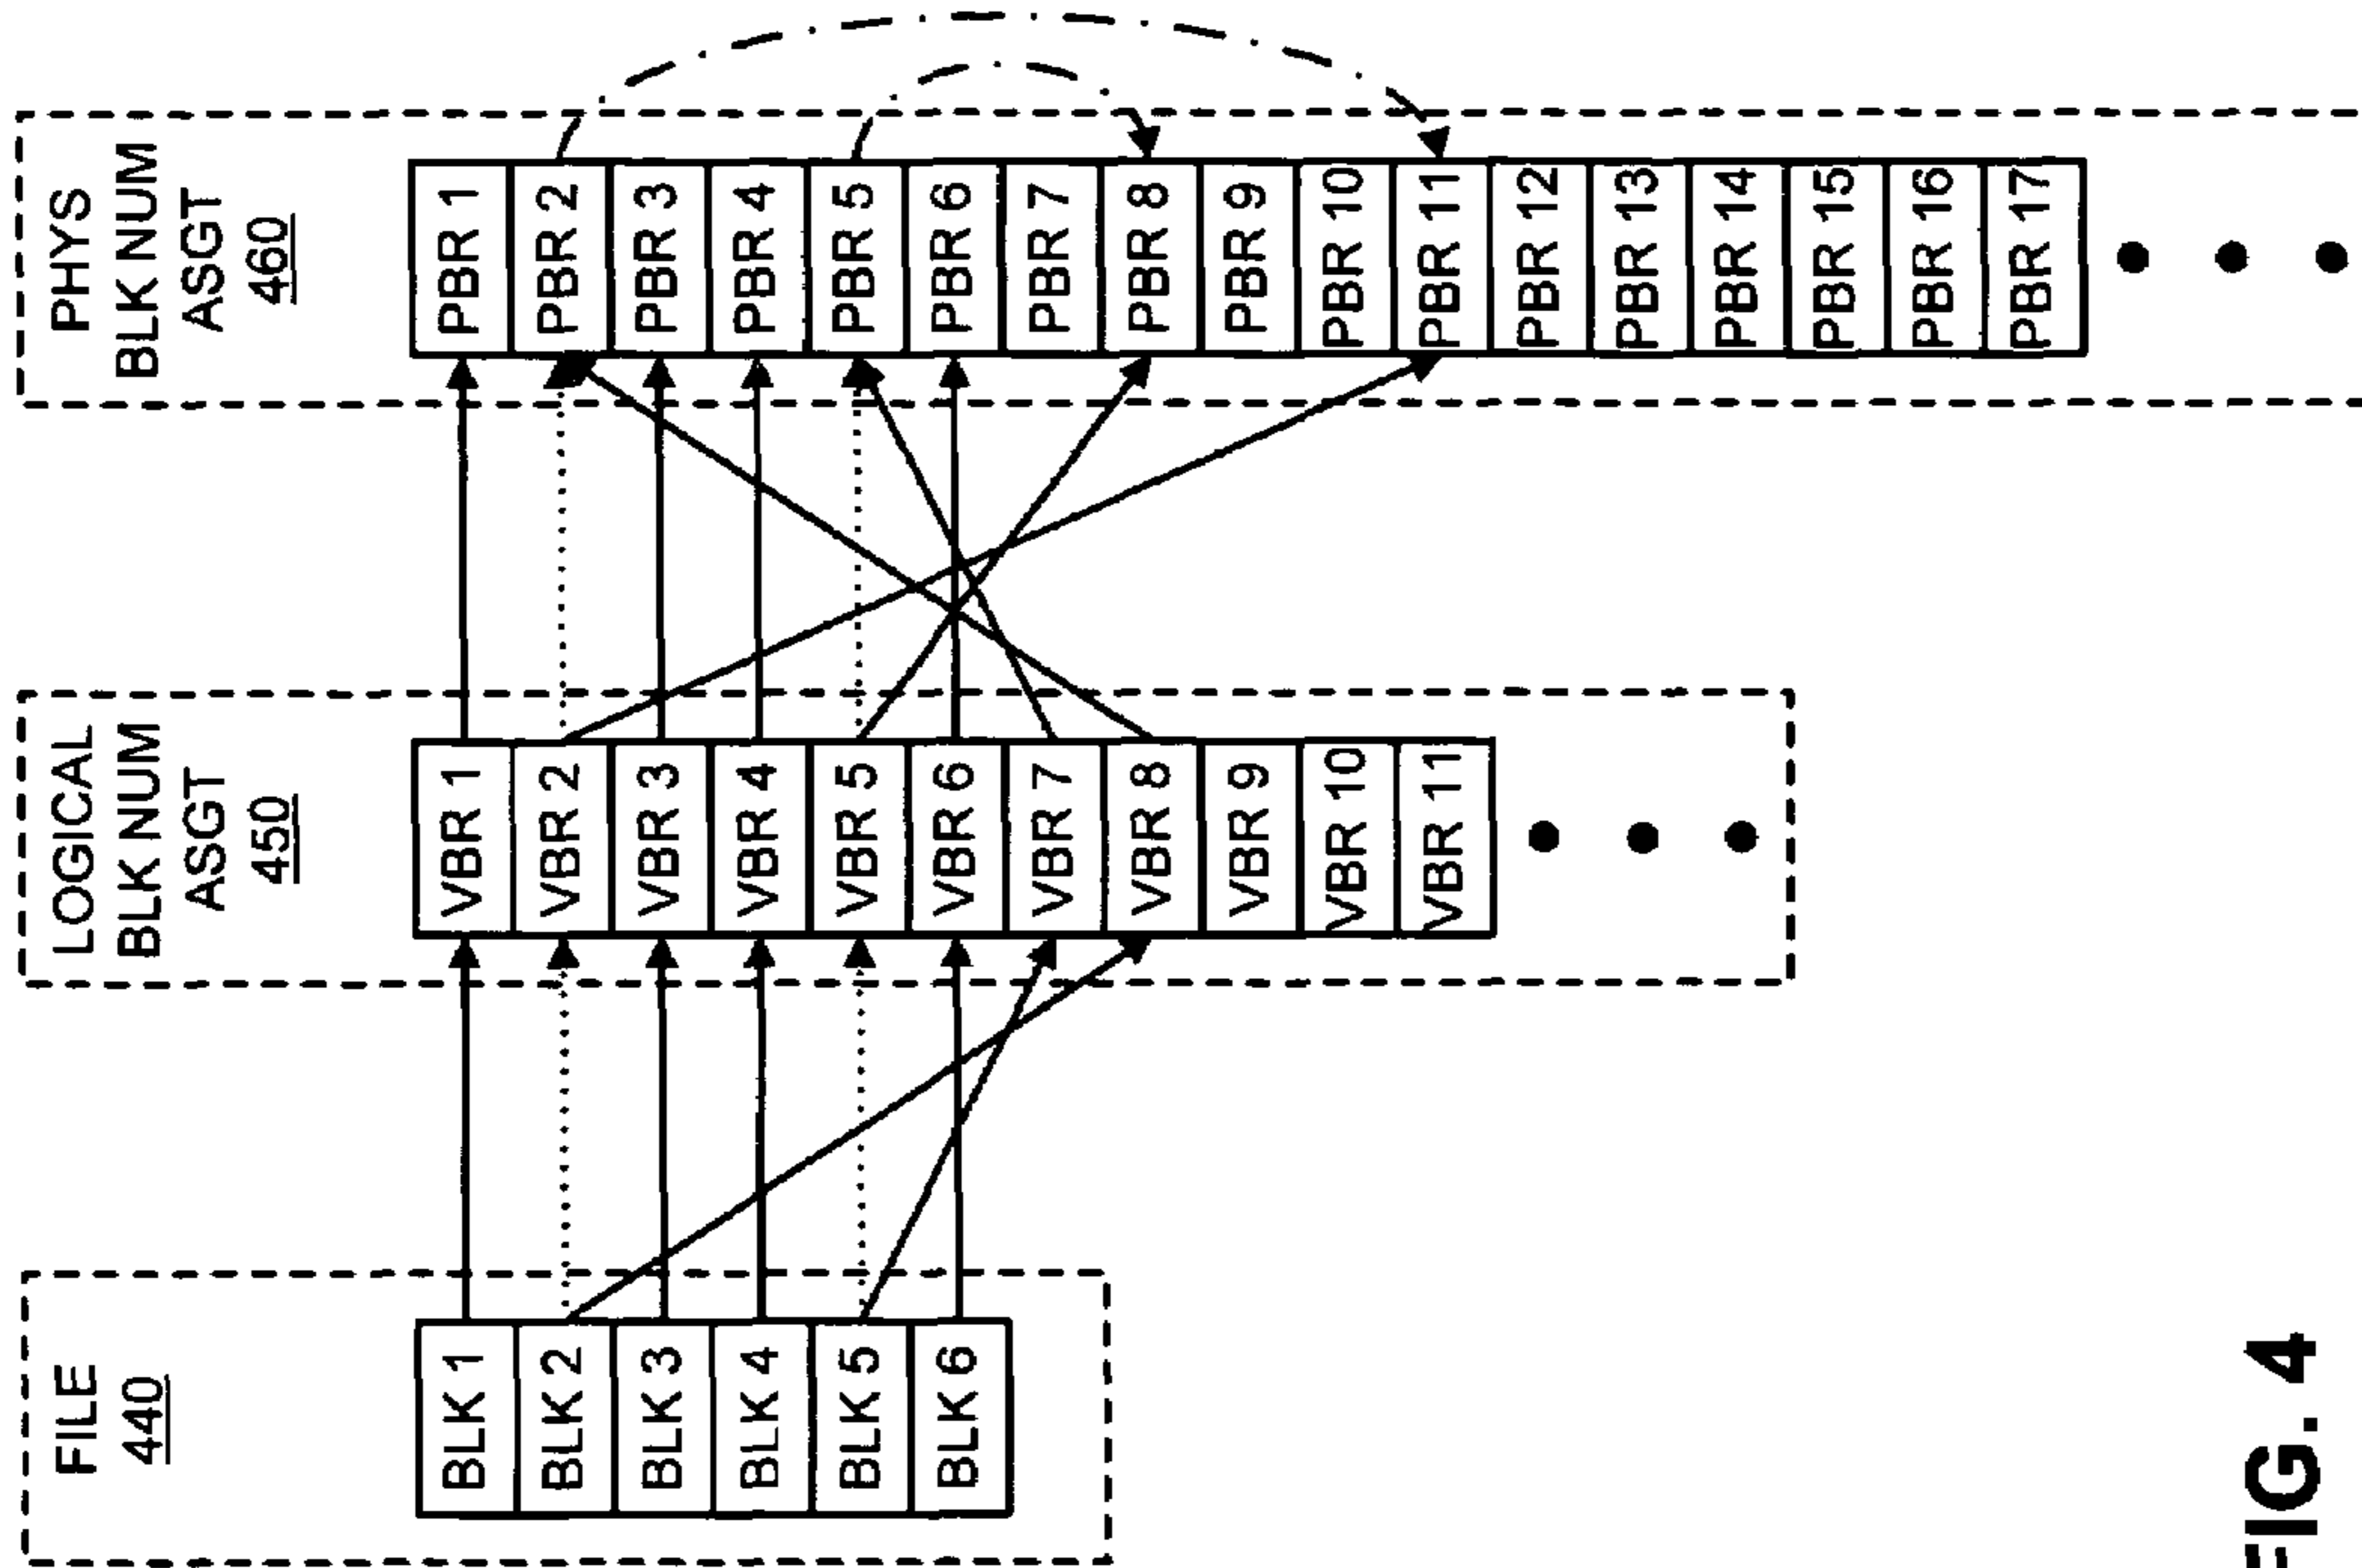 FILE
440
BLK 1
BLK 2
BLK 3
BLK 4
BLK 5
BLK 6
LOGICAL
BLK NUM
ASGT
450
VBR 1
VBR 2
VBR 3
VBR 4
VBR 5
VBR 6
VBR 7
VBR 8
VBR 9
VBR 10
VBR 11
PHYS
BLK NUM
ASGT
460
PBR 1
PBR 2
PBR 3
PBR 4
PBR 5
PBR 6
PBR 7
PBR 8
PBR 9
PBR 10
PBR 11
PBR 12
PBR 13
PBR 14
PBR 15
PBR 16
PBR 17
FIG. 4